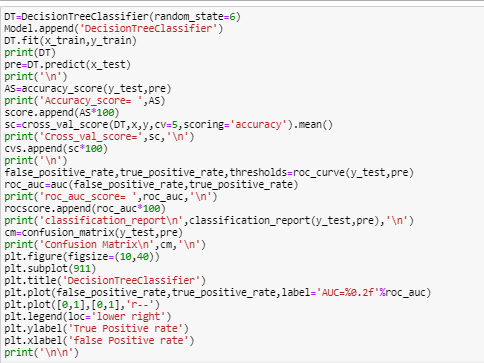 DT=DecisionTreeClassifier(random_state=6)
Model.append('DecisionTreeClassifier')
DT.fit(x_train,y_train)
print(DT)
pre=DT.predict(x_test)
print('\n')
AS=accuracy_score(y_test,pre)
print('Accuracy_score= ',AS)
score.append(AS*100)
sc=cross_val_score(DT,x,y,cv=5,scoring='accuracy').mean()
print('Cross_val_score=',sc,'\n')
cvs.append(sc*100)
print('\n')
false_positive_rate,true_positive_rate,thresholds=roc_curve(y_test,pre)
roc_auc=auc(false_positive_rate,true_positive_rate)
print('roc_auc_score= ',roc_auc,'\n')
rocscore.append(roc_auc*100)
print('classification_report\n',classification_report(y_test,pre),'\n')
cm=confusion_matrix(y_test,pre)
print('Confusion Matrix\n',cm,'\n')
plt.figure(figsize=(10,40))
plt.subplot(911)
plt.title('DecisionTreeClassifier')
plt.plot(false_positive_rate,true_positive_rate,label='AUC=%0.2f'%roc_auc)
plt.plot([0,1],[0,1],'r--')
plt.legend(loc='lower right')
plt.ylabel('True Positive rate')
plt.xlabel('false Positive rate')
print('\n\n')